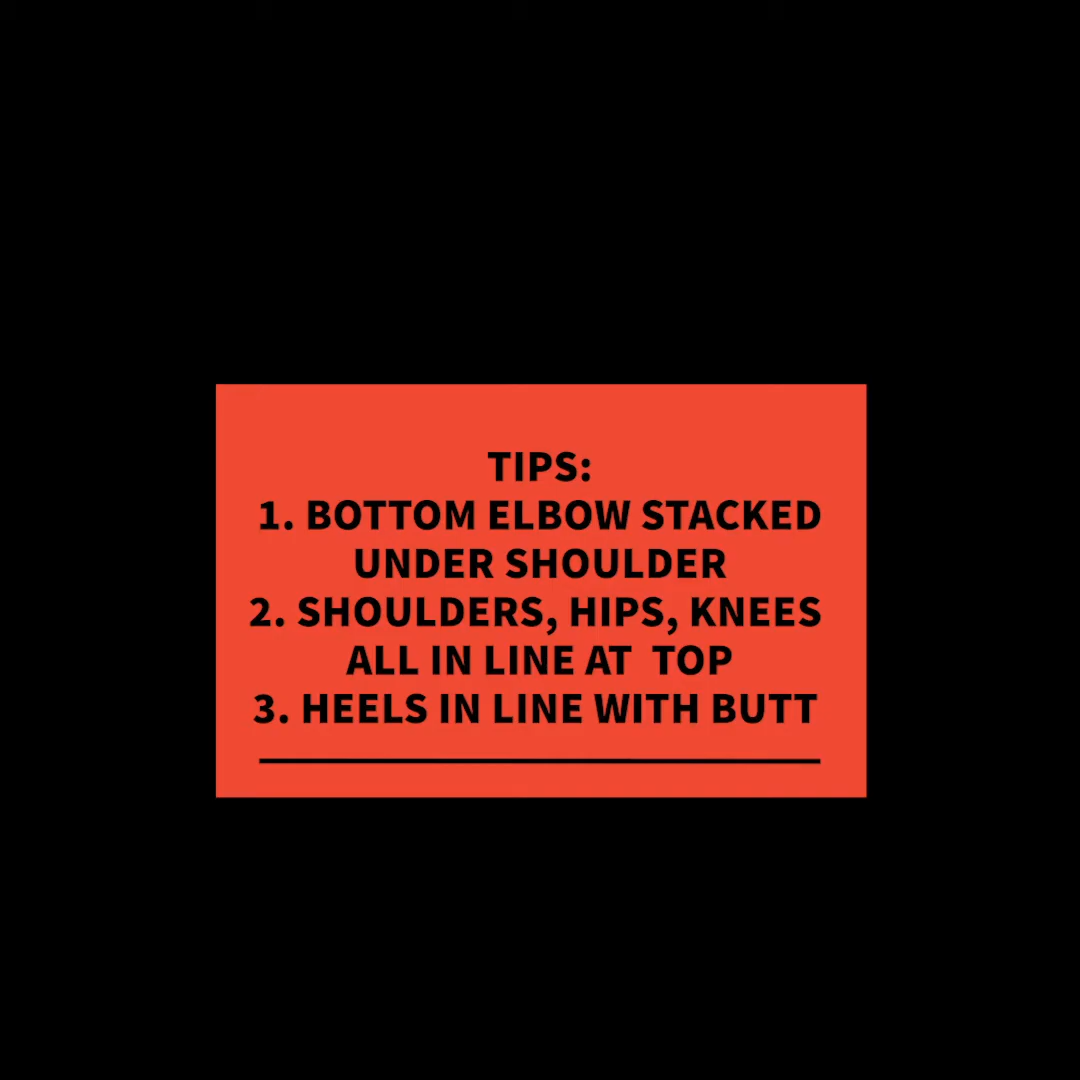 TIPS:
1. BOTTOM ELBOW STACKED
UNDER SHOULDER
2. SHOULDERS, HIPS, KNEES
ALL IN LINE AT  TOP
3. HEELS IN LINE WITH BUTT